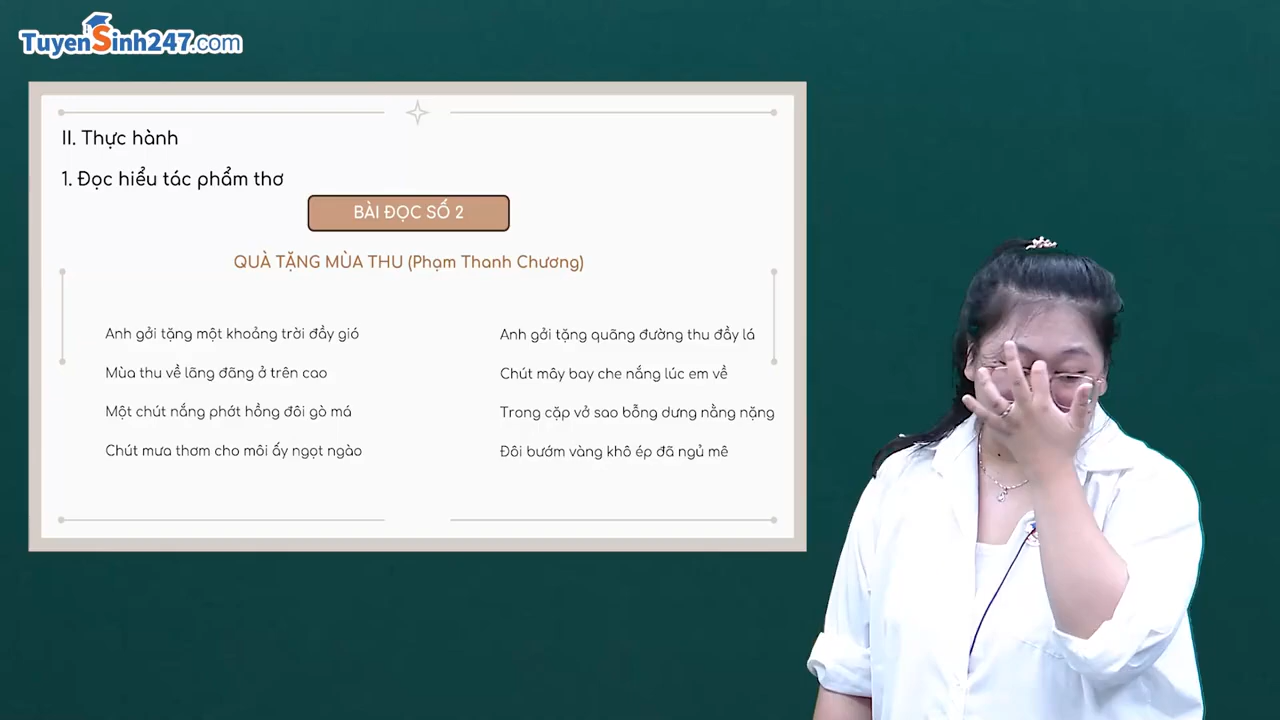 TuyenSinh247.com
II. Thực hành
1. Đọc hiểu tác phẩm thơ
BÀI ĐỌC SỐ 2
QUÀ TẶNG MÙA THU (Phạm Thanh Chương)
Anh gởi tặng một khoảng trời đầy gió
Mùa thu về lãng đãng ở trên cao
Một chút nắng phớt hồng đôi gò má
Chút mưa thơm cho môi ấy ngọt ngào
Anh gởi tặng quãng đường thu đầy lá
Chút mây bay che nắng lúc em về
Trong cặp vở sao bỗng dưng nằng nặng
Đôi bướm vàng khô ép đã ngủ mê